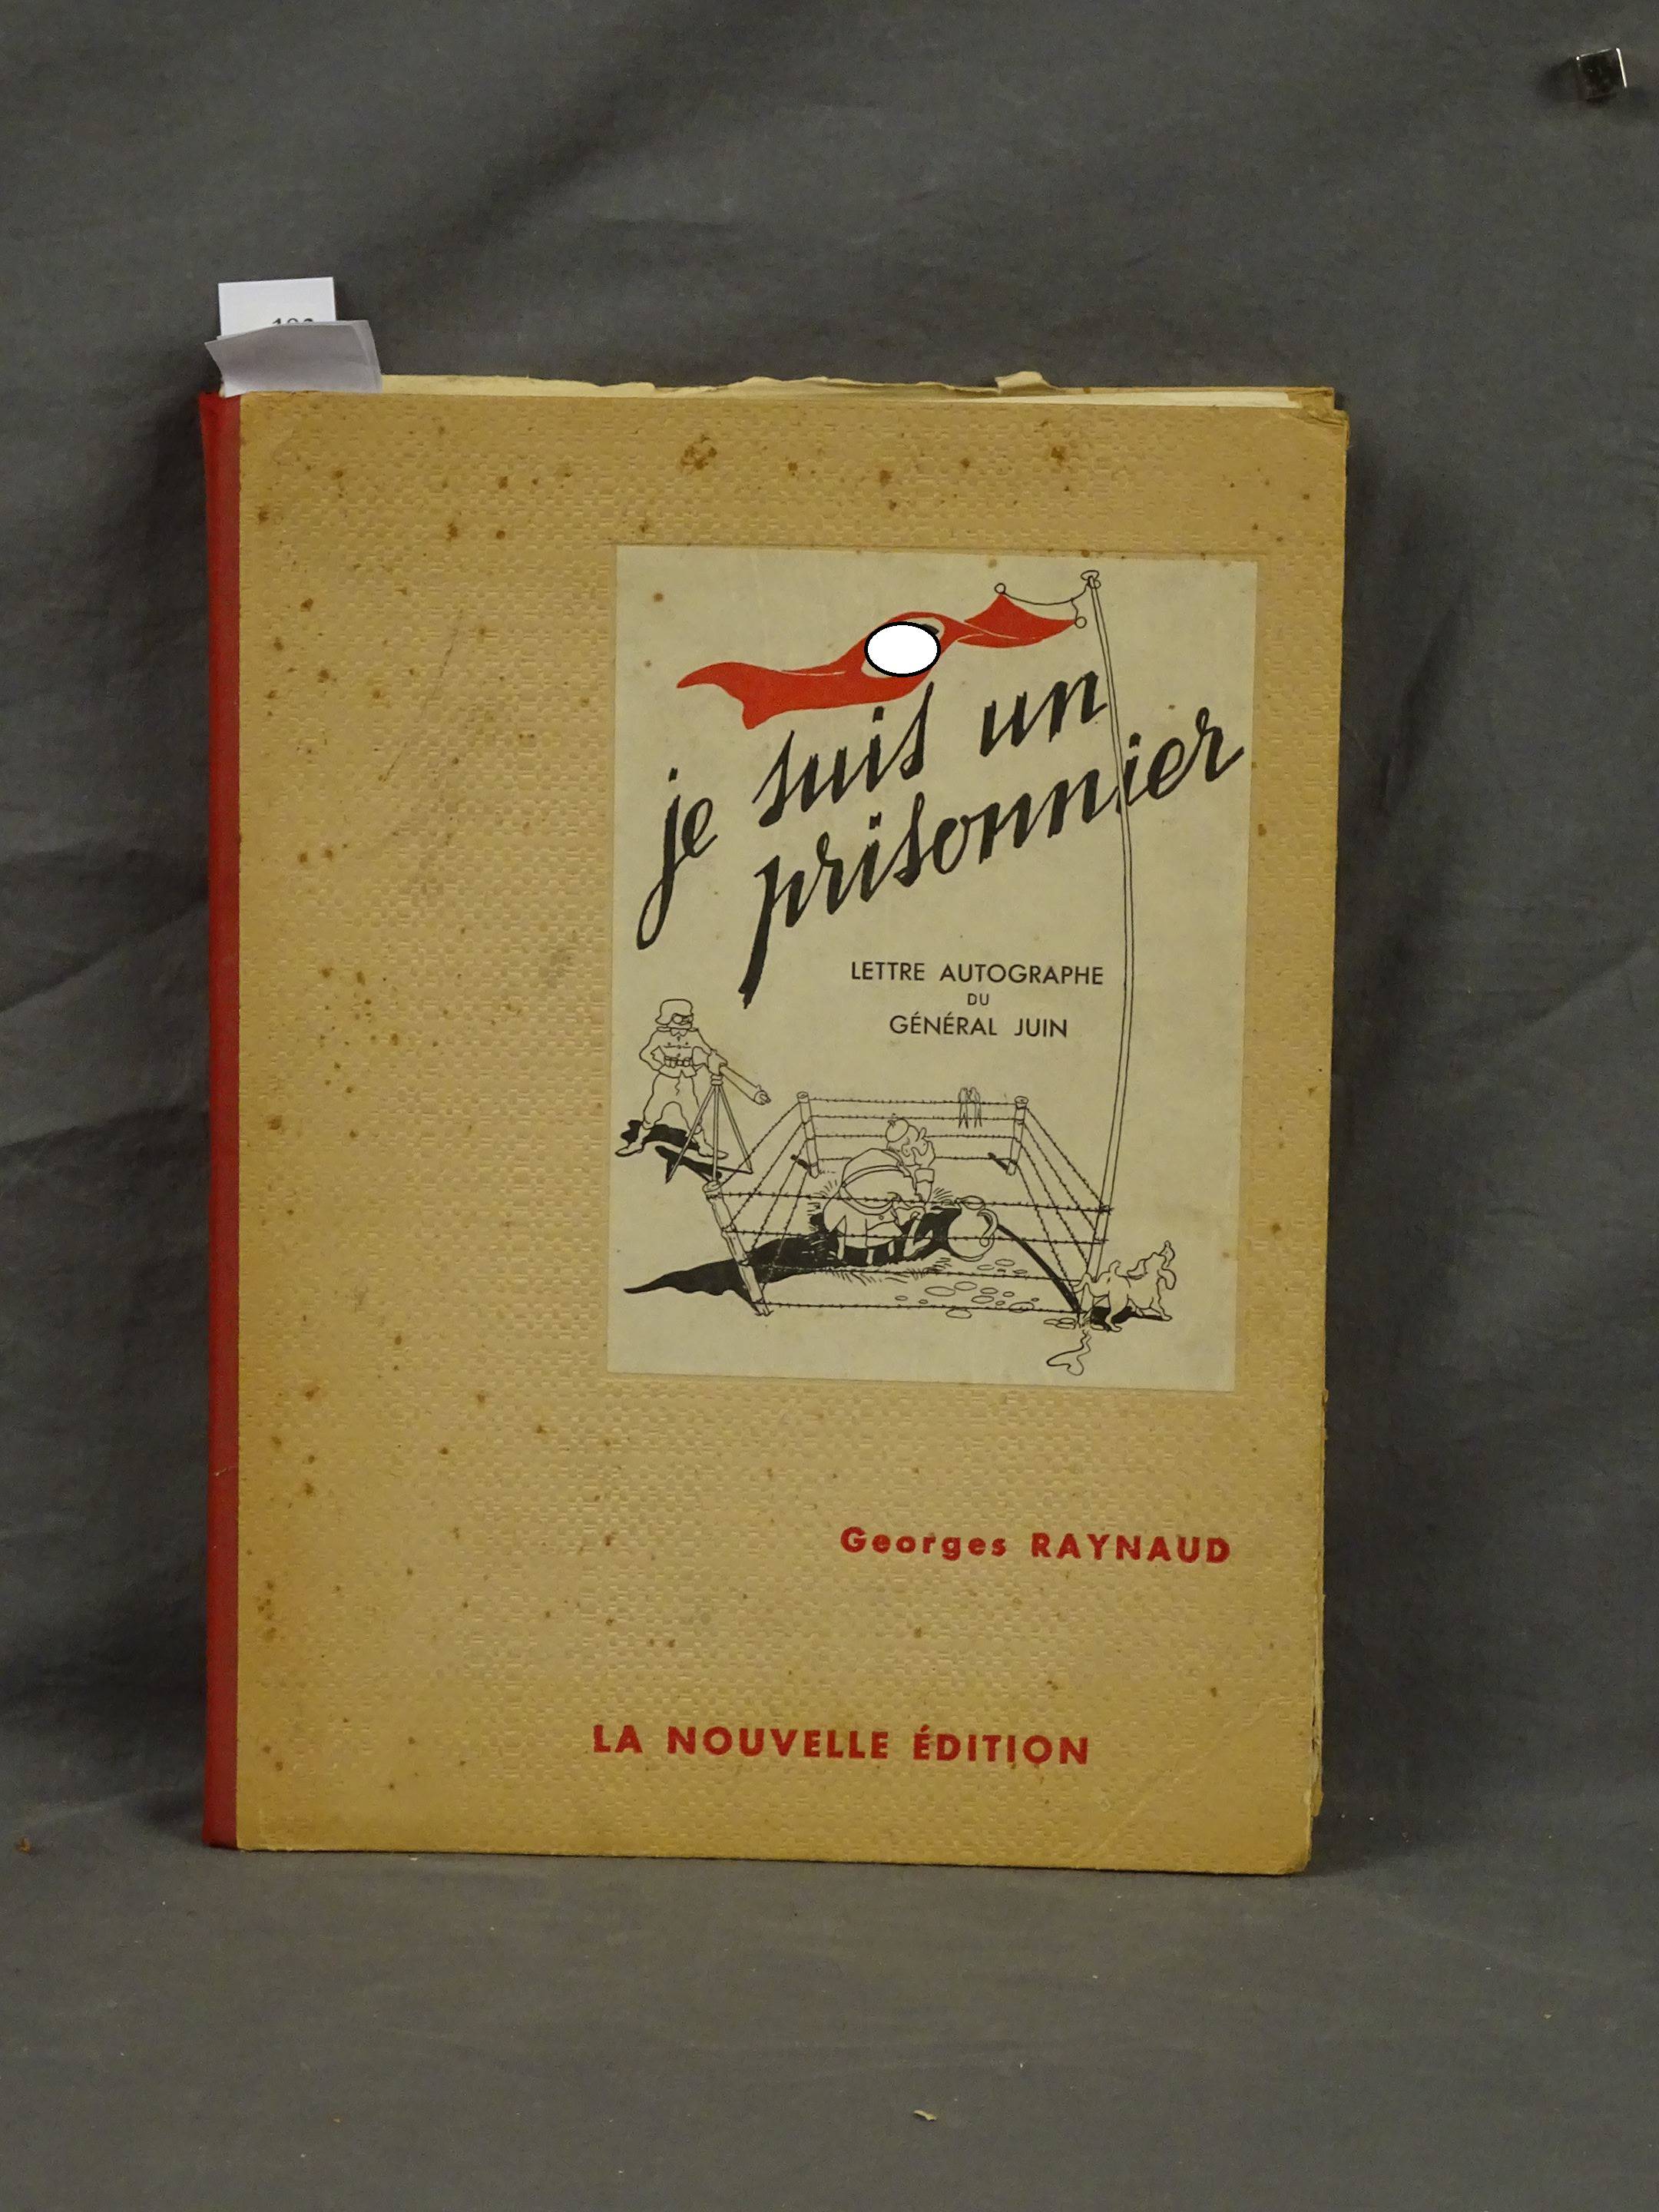 je suis un
prisonnier
LETTRE AUTOGRAPHE
DU
GÉNÉRAL JUIN
Georges RAYNAUD
LA NOUVELLE ÉDITION